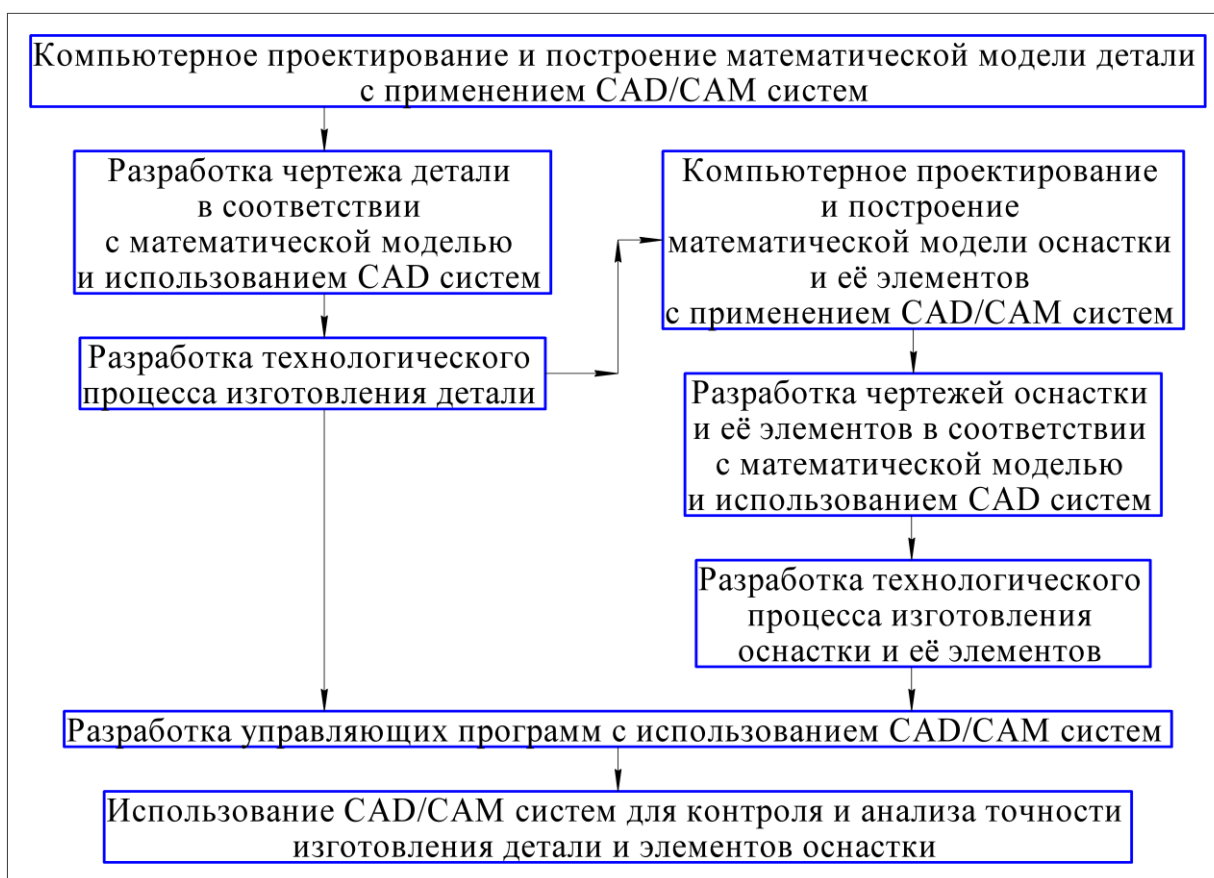 Компьютерное проектирование и построение математической модели детали
с применением CAD/CAM систем
Разработка чертежа детали
в соответствии
с математической моделью
и использованием CAD систем
Разработка технологического
процесса изготовления детали
Компьютерное проектирование
и построение
математической модели оснастки
и её элементов
с применением CAD/CAM систем
Разработка чертежей оснастки
и её элементов в соответствии
с математической моделью
и использованием CAD систем
Разработка технологического
процесса изготовления
оснастки и её элементов
Разработка управляющих программ с использованием CAD/CAM систем
Использование CAD/CAM систем для контроля и анализа точности
изготовления детали и элементов оснастки